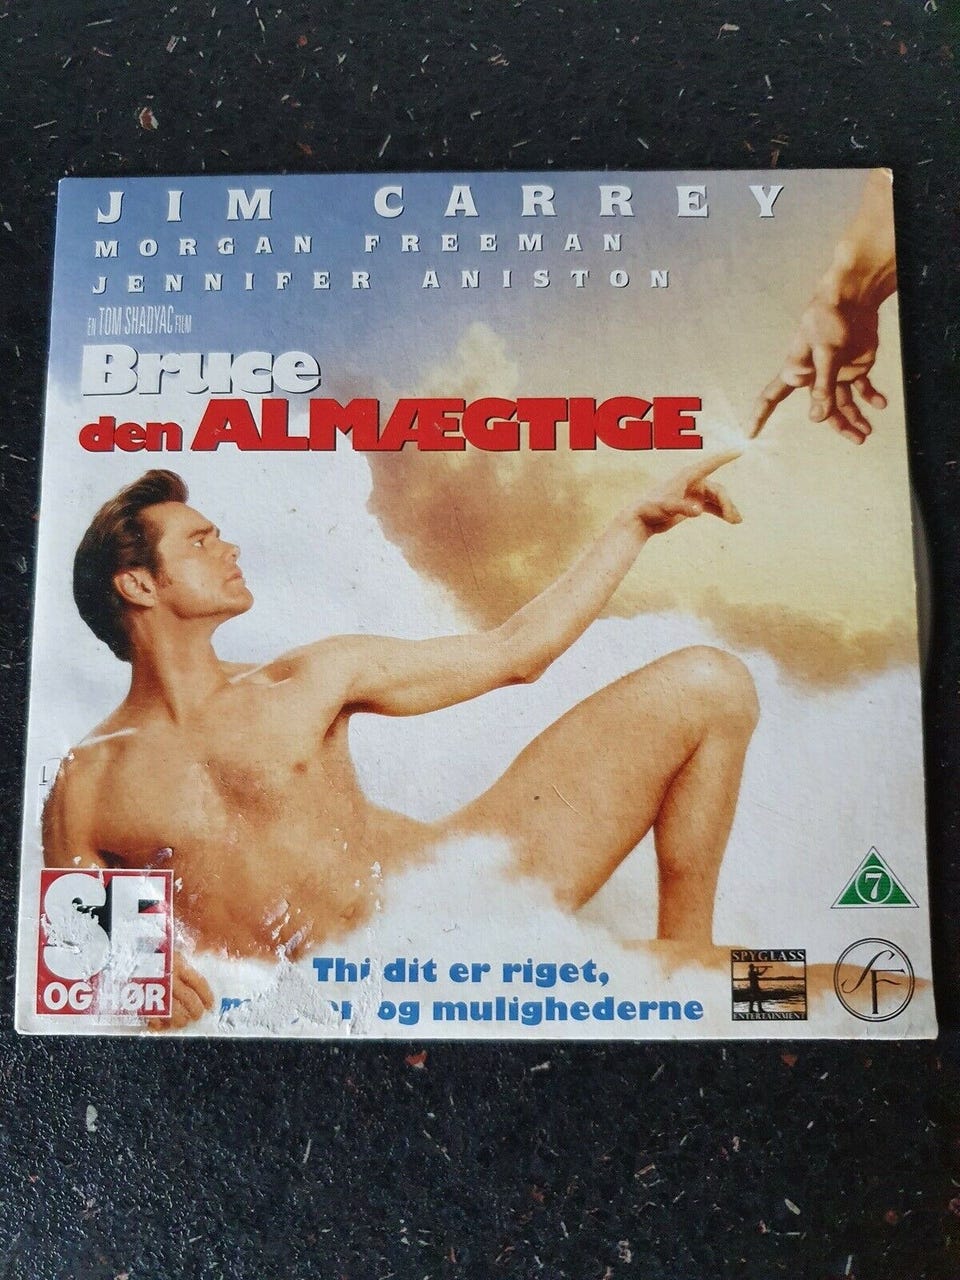 JIM CARREY
MORGAN FREEMAN
JENNIFER ANISTON
EN TOM SHADYAC FILM
Bruce
den ALMÆGTIGE
7
SE
OG HØR
Thi dit er riget,
og mulighederne
SPYGLASS
ENTERTAINMENT
SF